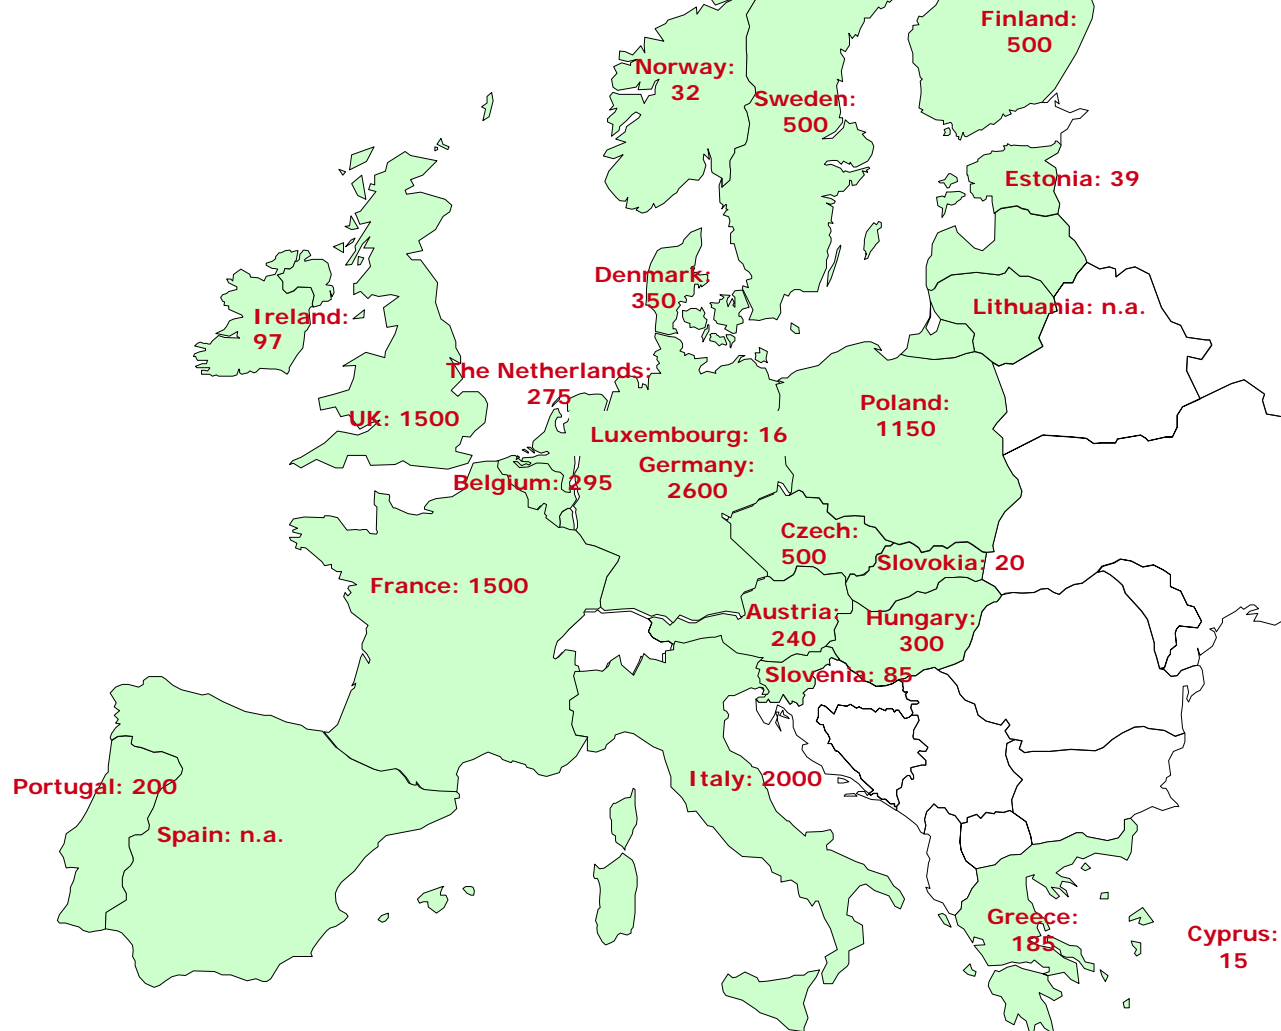 Finland:
500
Norway:
32
Sweden:
500
Estonia: 39
Denmark:
350
Lithuania: n.a.
Ireland:
97
The Netherlands:
275
UK: 1500
Poland:
1150
Luxembourg: 16
Germany:
2600
Belgium: 295
Czech:
500
Slovokia: 20
France: 1500
Austria:
240
Hungary:
300
Slovenia: 85
Italy: 2000
Portugal: 200
Spain: n.a.
Greece:
185
Cyprus:
15